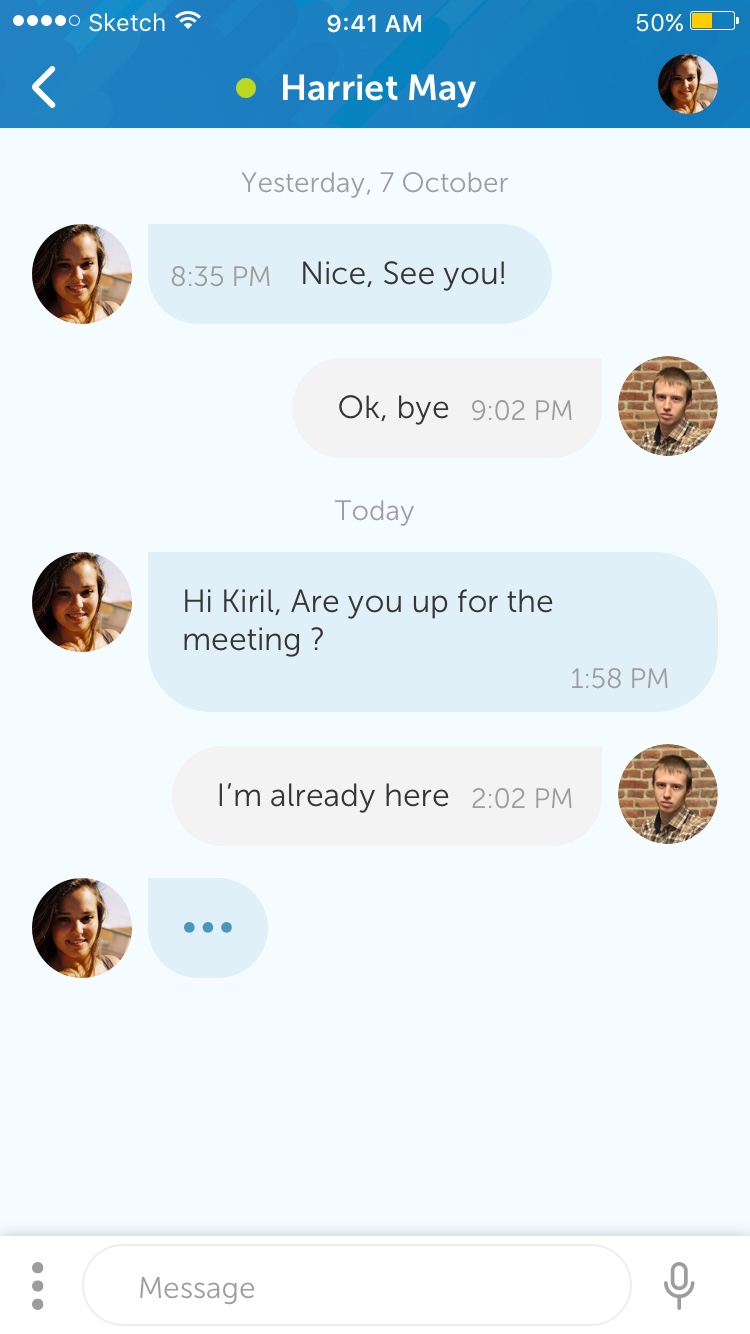 Sketch 9:41 AM 50%
Harriet May
Yesterday, 7 October
8:35 PM Nice, See you!
Ok, bye 9:02 PM
Today
Hi Kiril, Are you up for the
meeting ?
1:58 PM
I’m already here 2:02 PM
Message